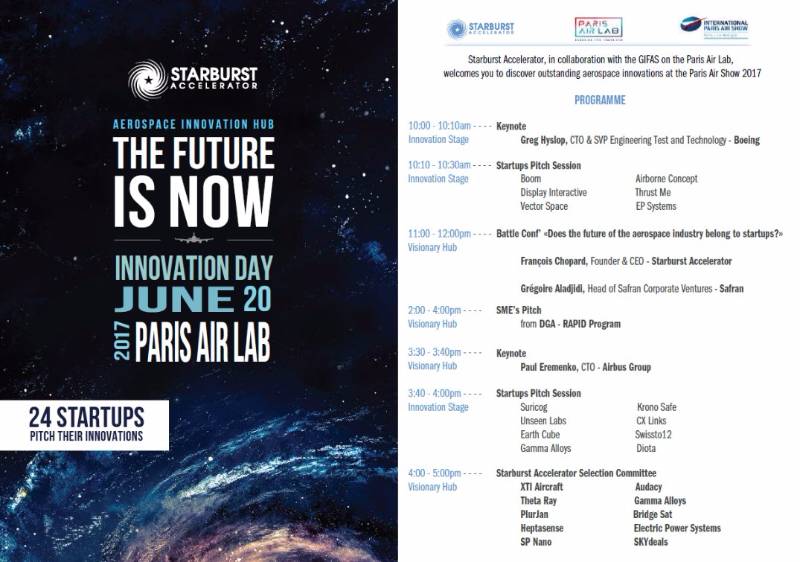 STARBURST
ACCELERATOR
AEROSPACE INNOVATION HUB
THE FUTURE
IS NOW
INNOVATION DAY
JUNE 20
2017 PARIS AIR LAB
24 STARTUPS
PITCH THEIR INNOVATIONS
STARBURST
ACCELERATOR
PARIS
AIR LAB
INTERNATIONAL
PARIS AIR SHOW
Starburst Accelerator, in collaboration with the GIFAS on the Paris Air Lab,
welcomes you to discover outstanding aerospace innovations at the Paris Air Show 2017
PROGRAMME
10:00 - 10:10am - - - - Keynote
Innovation Stage Greg Hyslop, CTO & SVP Engineering Test and Technology - Boeing
10:10 - 10:30am - - - - Startups Pitch Session
Innovation Stage Boom Airborne Concept
Display Interactive Thrust Me
Vector Space EP Systems
11:00 - 12:00pm - - - - Battle Conf' «Does the future of the aerospace industry belong to startups?»
Visionary Hub
François Chopard, Founder & CEO - Starburst Accelerator
Grégoire Aladjidi, Head of Safran Corporate Ventures - Safran
2:00 - 4:00pm - - - - SME's Pitch
Visionary Hub from DGA - RAPID Program
3:30 - 3:40pm - - - - Keynote
Visionary Hub Paul Eremenko, CTO - Airbus Group
3:40 - 4:00pm - - - - Startups Pitch Session
Innovation Stage Suricog Krono Safe
Unseen Labs CX Links
Earth Cube Swissto12
Gamma Alloys Diota
4:00 - 5:00pm - - - - Starburst Accelerator Selection Committee
Visionary Hub XTI Aircraft Audacy
Theta Ray Gamma Alloys
PlurJan Bridge Sat
Heptasense Electric Power Systems
SP Nano SKYdeals